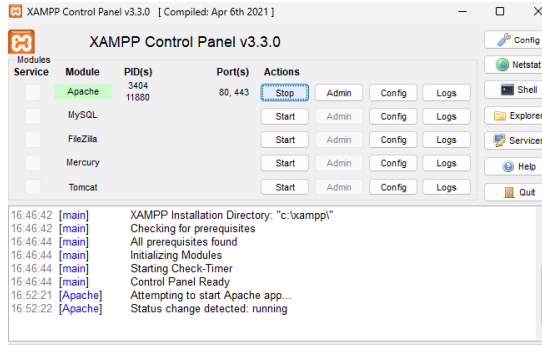 XAMPP Control Panel v3.3.0 [ Compiled: Apr 6th 2021 ]
XAMPP Control Panel v3.3.0
Config
Modules
Service Module PID(s) Port(s) Actions
Netstat
Apache 3404 11880 80, 443 Stop Admin Config Logs
Shell
MySQL Start Admin Config Logs
Explorer
FileZilla Start Admin Config Logs
Services
Mercury Start Admin Config Logs
Help
Tomcat Start Admin Config Logs
Quit
16:46:42 [main] XAMPP Installation Directory: "c:\xampp\"
16:46:42 [main] Checking for prerequisites
16:46:44 [main] All prerequisites found
16:46:44 [main] Initializing Modules
16:46:44 [main] Starting Check-Timer
16:46:44 [main] Control Panel Ready
16:52:21 [Apache] Attempting to start Apache app...
16:52:22 [Apache] Status change detected: running